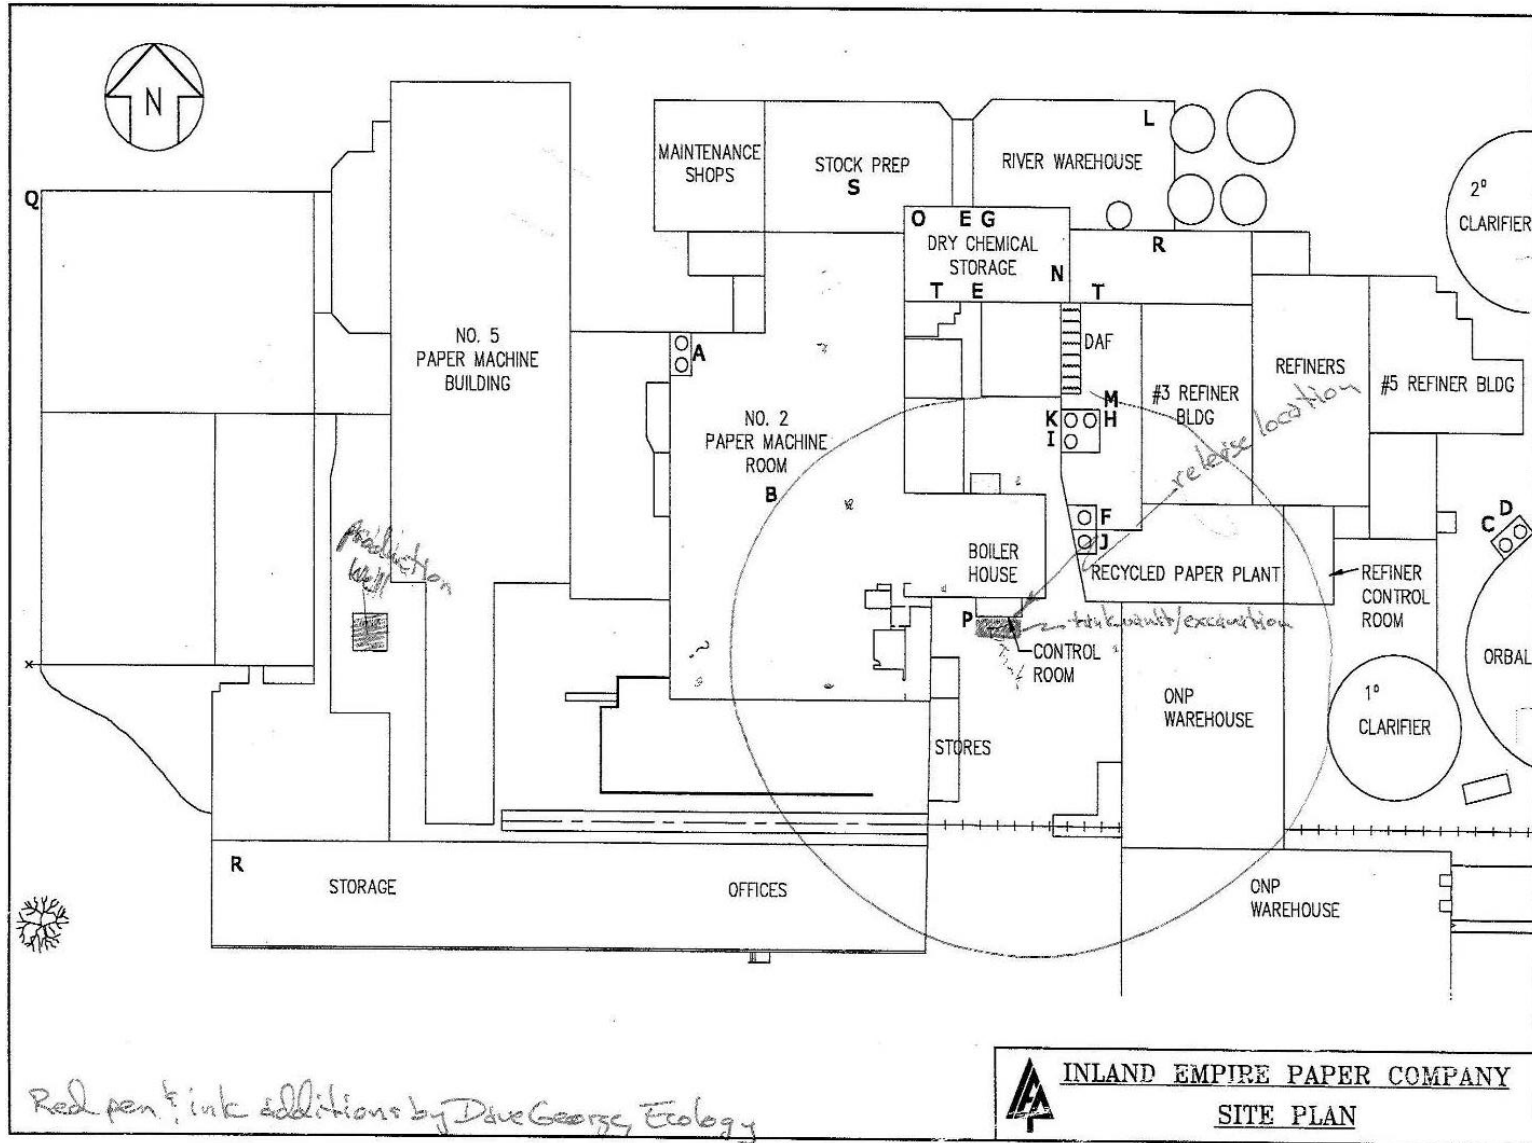 N
Q
MAINTENANCE
SHOPS
STOCK PREP
S
RIVER WAREHOUSE
L
2°
CLARIFIER
O E G
DRY CHEMICAL
STORAGE
N
R
T E T
NO. 5
PAPER MACHINE
BUILDING
A
DAF
REFINERS
#5 REFINER BLDG
#3 REFINER
BLDG
M
K H
I
NO. 2
PAPER MACHINE
ROOM
B
release location
D
C
F
J
production
well
BOILER
HOUSE
RECYCLED PAPER PLANT
REFINER
CONTROL
ROOM
P
tank vault/excavation
CONTROL
ROOM
?
ORBAL
ONP
WAREHOUSE
1°
CLARIFIER
STORES
R
STORAGE
OFFICES
ONP
WAREHOUSE
INLAND EMPIRE PAPER COMPANY
SITE PLAN
Red pen & ink additions by Dave George, Ecology